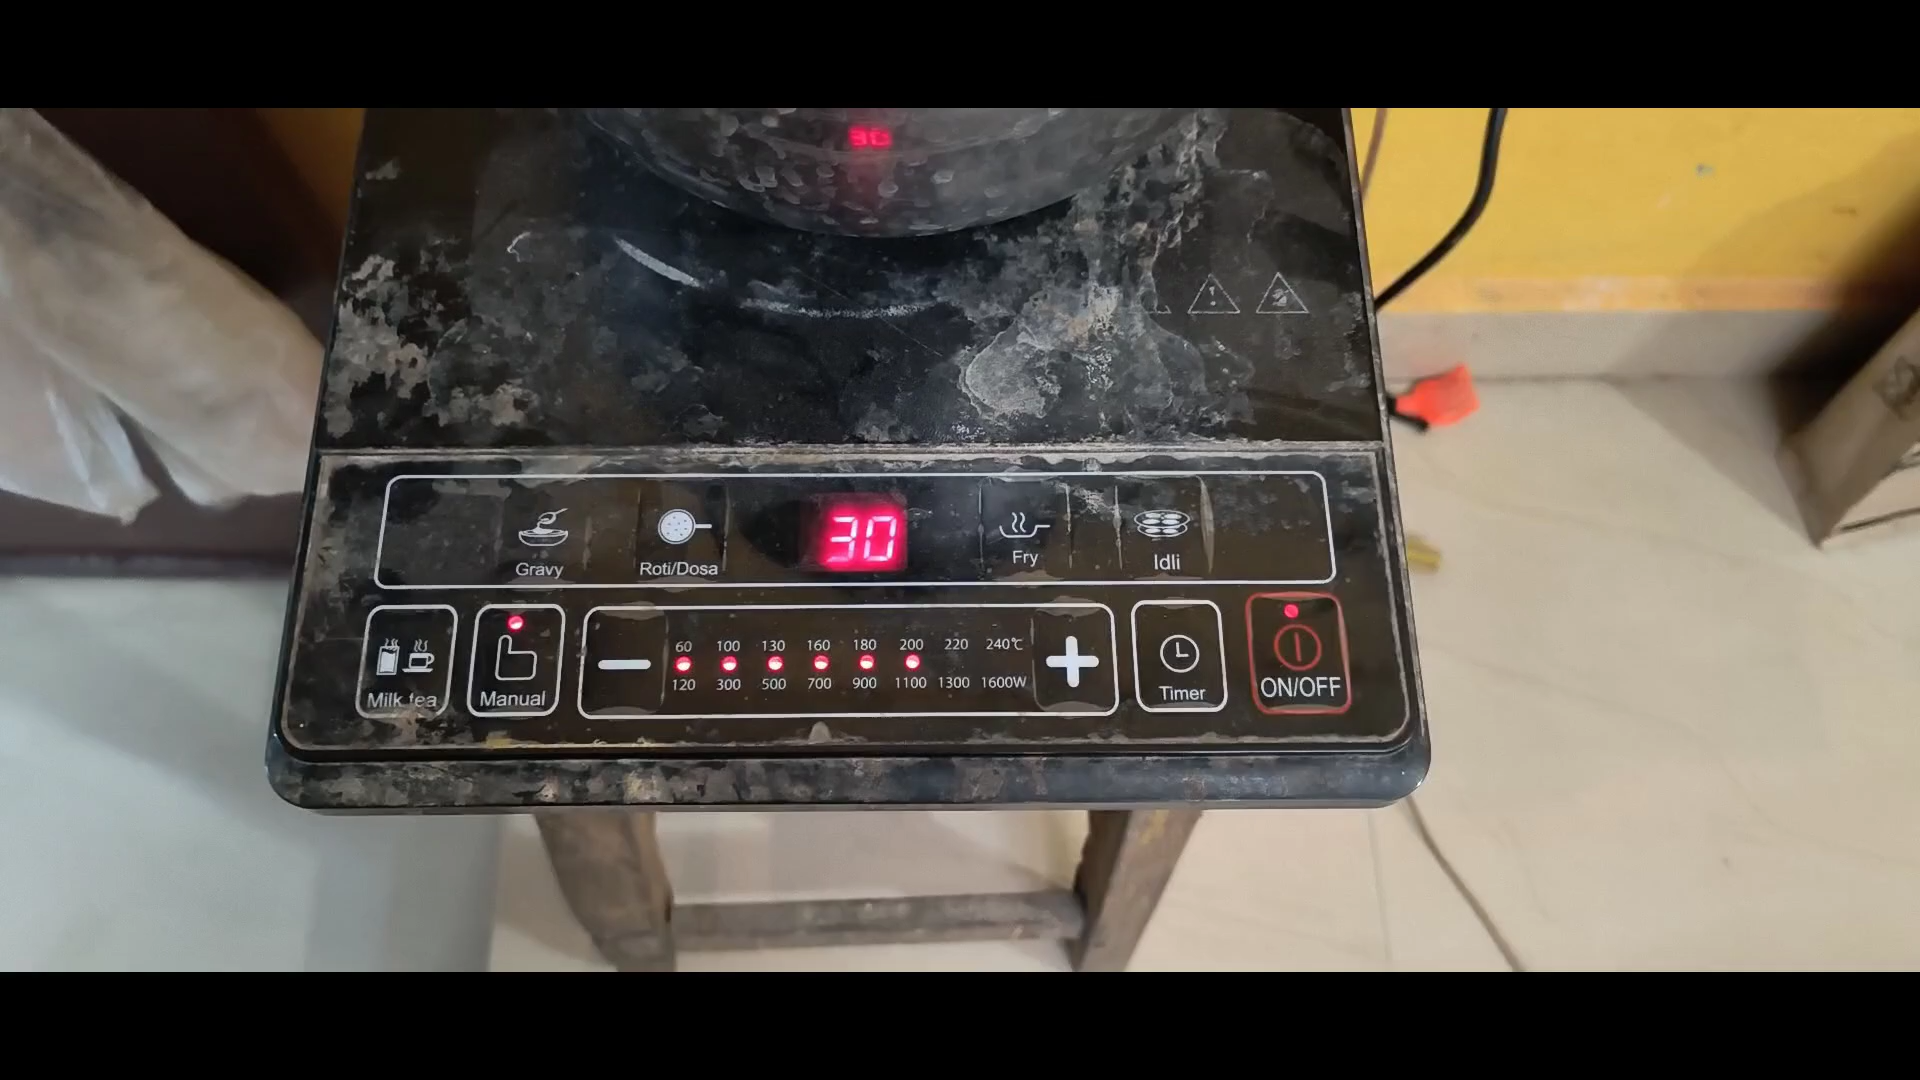 30
Gravy
Roti/Dosa
30
Fry
Idli
Milk tea
Manual
60 100 130 160 180 200 220 240℃
120 300 500 700 900 1100 1300 1600W
Timer
ON/OFF